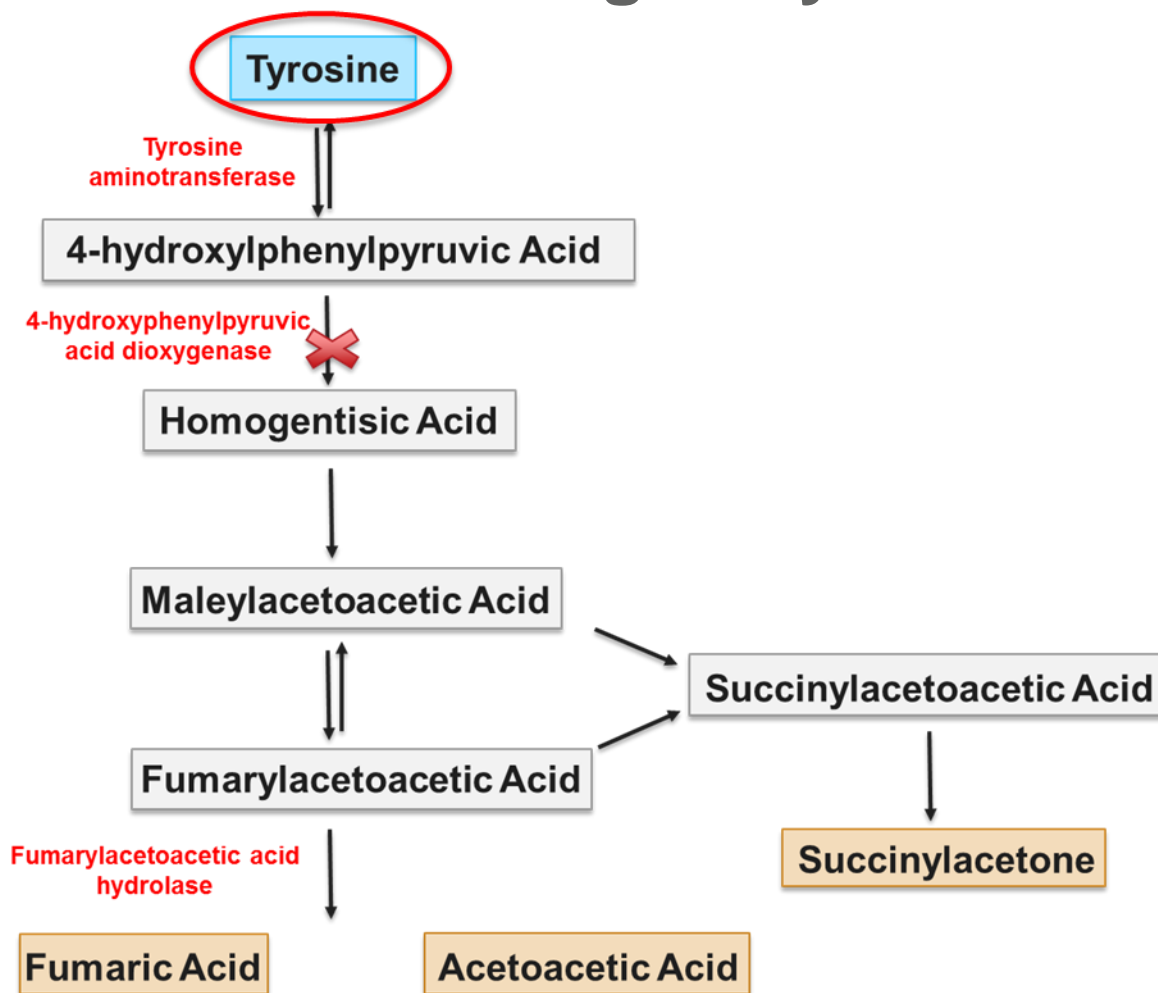 Tyrosine
Tyrosine
aminotransferase
4-hydroxylphenylpyruvic Acid
4-hydroxyphenylpyruvic
acid dioxygenase
Homogentisic Acid
Maleylacetoacetic Acid
Succinylacetoacetic Acid
Fumarylacetoacetic Acid
Succinylacetone
Fumarylacetoacetic acid
hydrolase
Fumaric Acid
Acetoacetic Acid